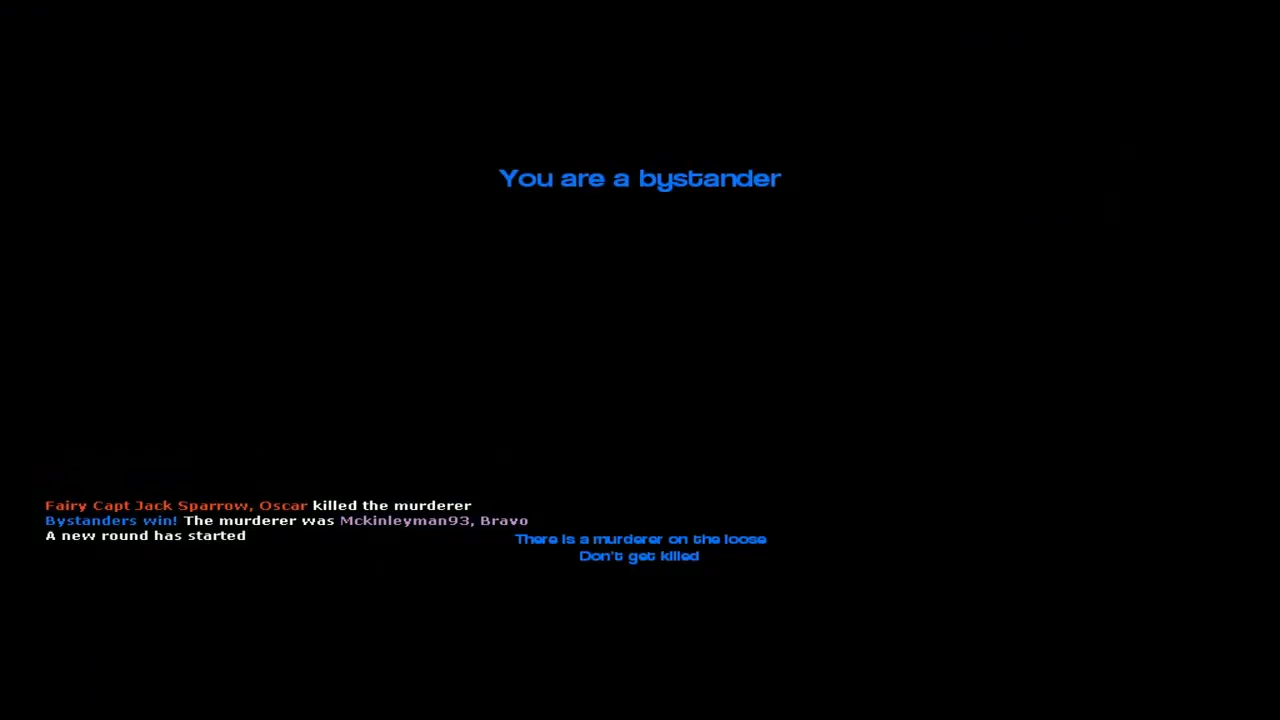 You are a bystander
Fairy Capt Jack Sparrow, Oscar killed the murderer
Bystanders win! The murderer was Mckinleyman93, Bravo
A new round has started
There is a murderer on the loose
Don't get killed